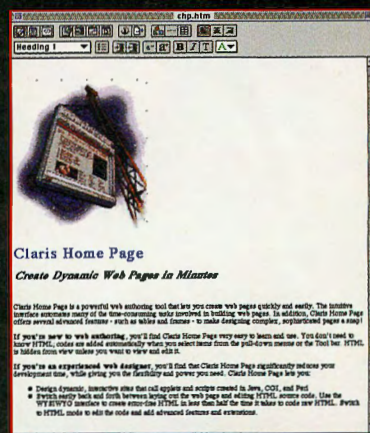 chp.htm
Heading 1
B I T A
Claris Home Page
Create Dynamic Web Pages in Minutes
Claris Home Page is a powerful web authoring tool that lets you create web pages quickly and easily. The intuitive
interface automates many of the time-consuming tasks involved in building web pages. In addition, Claris Home Page
offers several advanced feature - such as tables and frames - to make designing complex, sophisticated pages a snap!
If you're new to web authoring, you'll find Claris Home Page very easy to learn and use. You don't need to
know HTML, codes are added automatically when you select items from the pull-down menus or the Tool bar. HTML
is hidden from view unless you want to view and edit it.
If you're an experienced web designer, you'll find that Claris Home Page significantly reduces your
development time, while giving you the flexibility and power you need. Claris Home Page lets you:
Design dynamic, interactive sites that call applets and scripts created in Java, CGI, and Perl
Switch easily back and forth between laying out the web page and editing HTML source code. Use the
WYSIWYG interface to create error-free HTML in less than half the time it takes to code raw HTML. Switch
to HTML mode to edit the code and add advanced features and extensions.